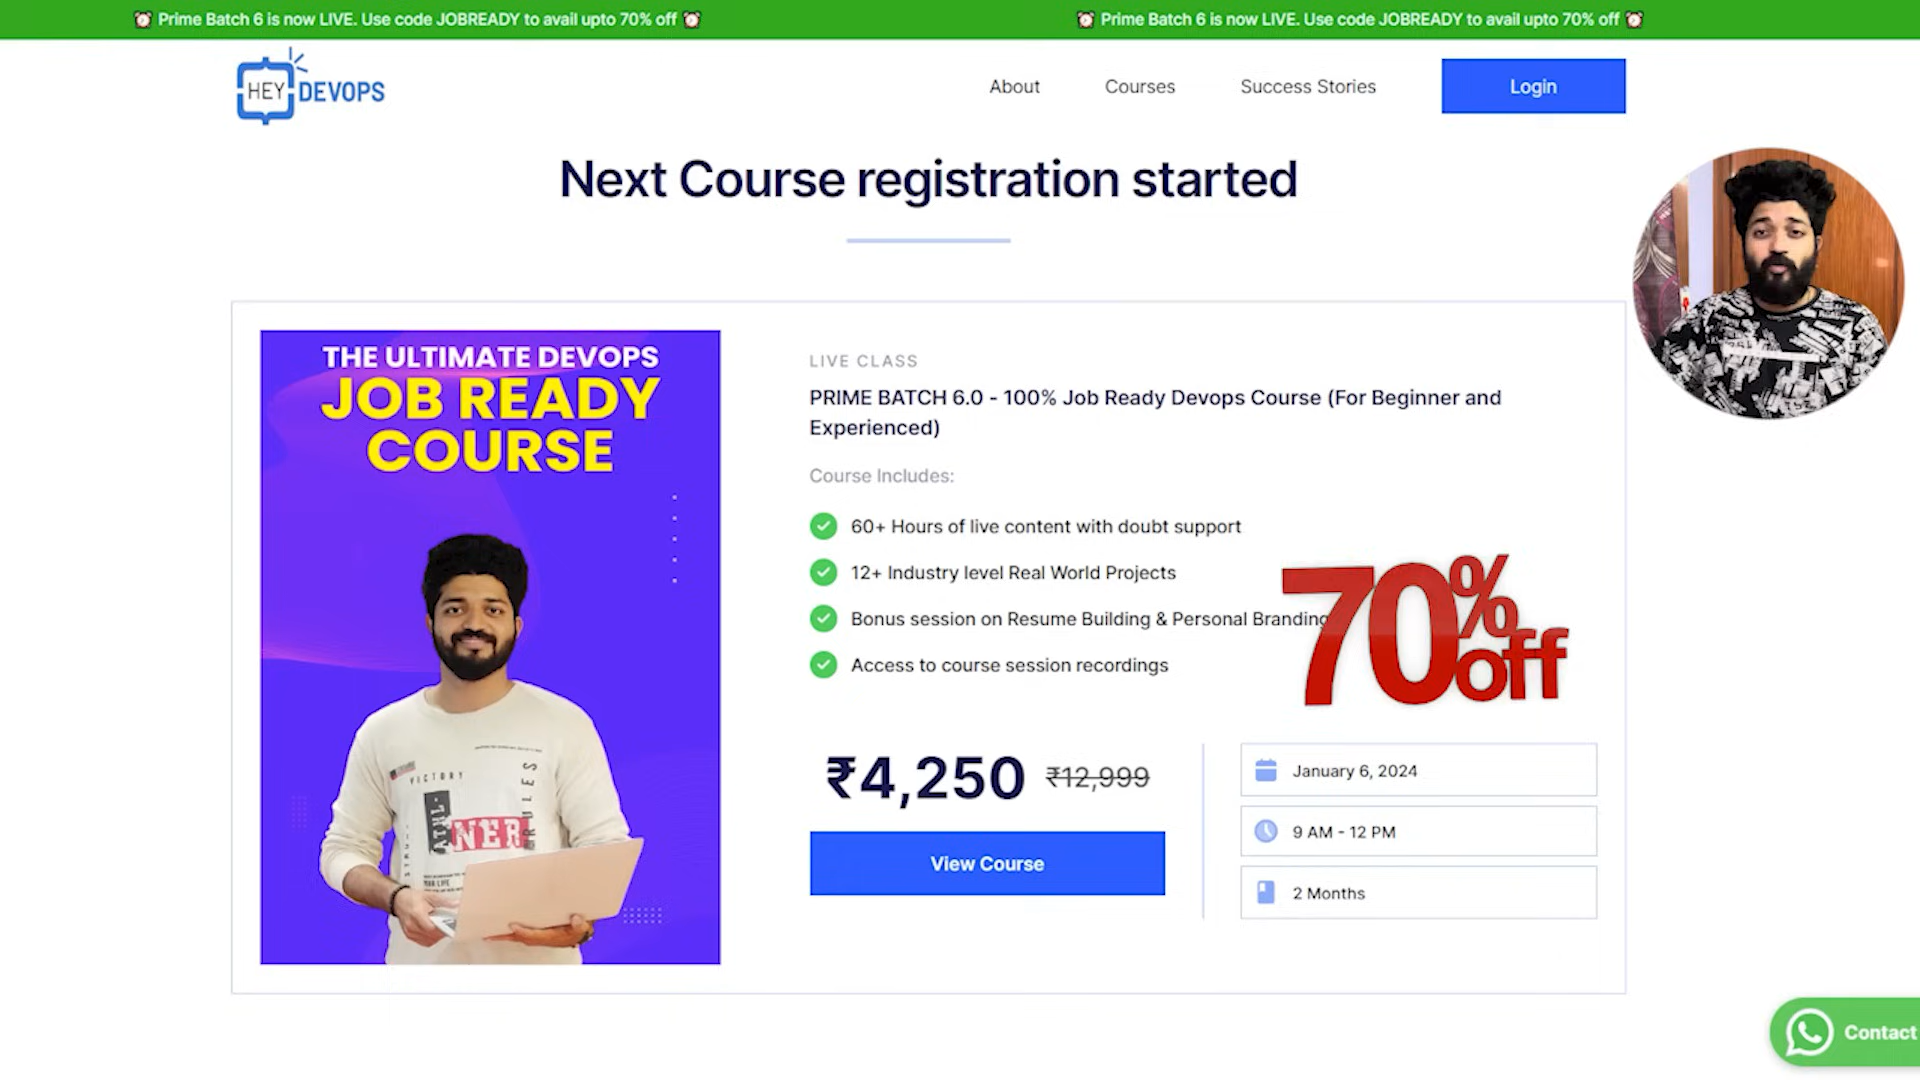 ⏰ Prime Batch 6 is now LIVE. Use code JOBREADY to avail upto 70% off ⏰
⏰ Prime Batch 6 is now LIVE. Use code JOBREADY to avail upto 70% off ⏰
HEY DEVOPS
About
Courses
Success Stories
Login
Next Course registration started
THE ULTIMATE DEVOPS
JOB READY
COURSE
VICTORY
RULES
ATHL-
NER
LIVE CLASS
PRIME BATCH 6.0 - 100% Job Ready Devops Course (For Beginner and
Experienced)
Course Includes:
60+ Hours of live content with doubt support
12+ Industry level Real World Projects
Bonus session on Resume Building & Personal Branding
Access to course session recordings
70% off
₹4,250 ₹12,999
View Course
January 6, 2024
9 AM - 12 PM
2 Months
Contact